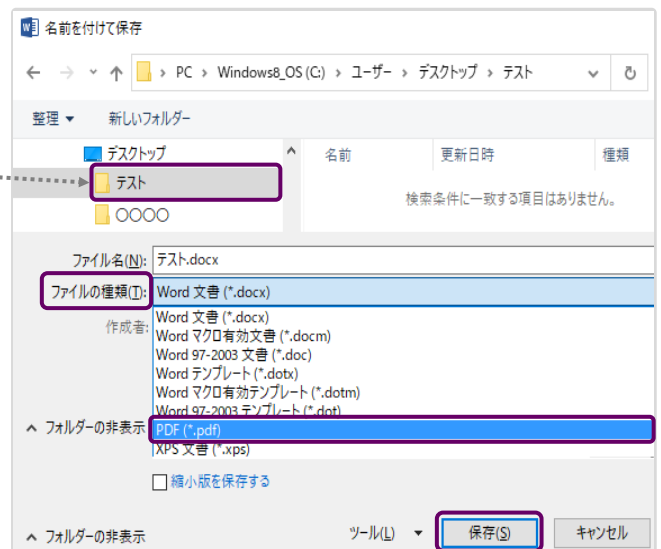 名前を付けて保存
PC › Windows8_OS (C:) › ユーザー › デスクトップ › テスト
整理 新しいフォルダー
デスクトップ 名前 更新日時 種類
テスト
検索条件に一致する項目はありません。
〇〇〇〇
ファイル名(N): テスト.docx
ファイルの種類(T): Word 文書 (*.docx)
作成者: Word 文書 (*.docx)
Word マクロ有効文書 (*.docm)
Word 97-2003 文書 (*.doc)
Word テンプレート (*.dotx)
Word マクロ有効テンプレート (*.dotm)
Word 97-2003 テンプレート (*.dot)
フォルダーの非表示 PDF (*.pdf)
XPS 文書 (*.xps)
縮小版を保存する
フォルダーの非表示 ツール(L) 保存(S) キャンセル